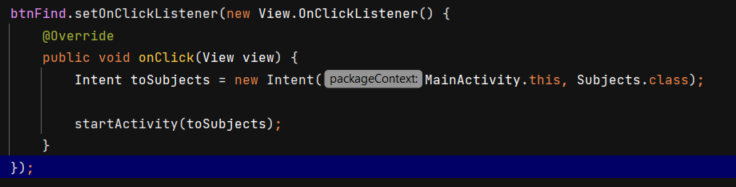 btnFind.setOnClickListener(new View.OnClickListener() {
@Override
public void onClick(View view) {
Intent toSubjects = new Intent( packageContext: MainActivity.this, Subjects.class);
startActivity(toSubjects);
}
});